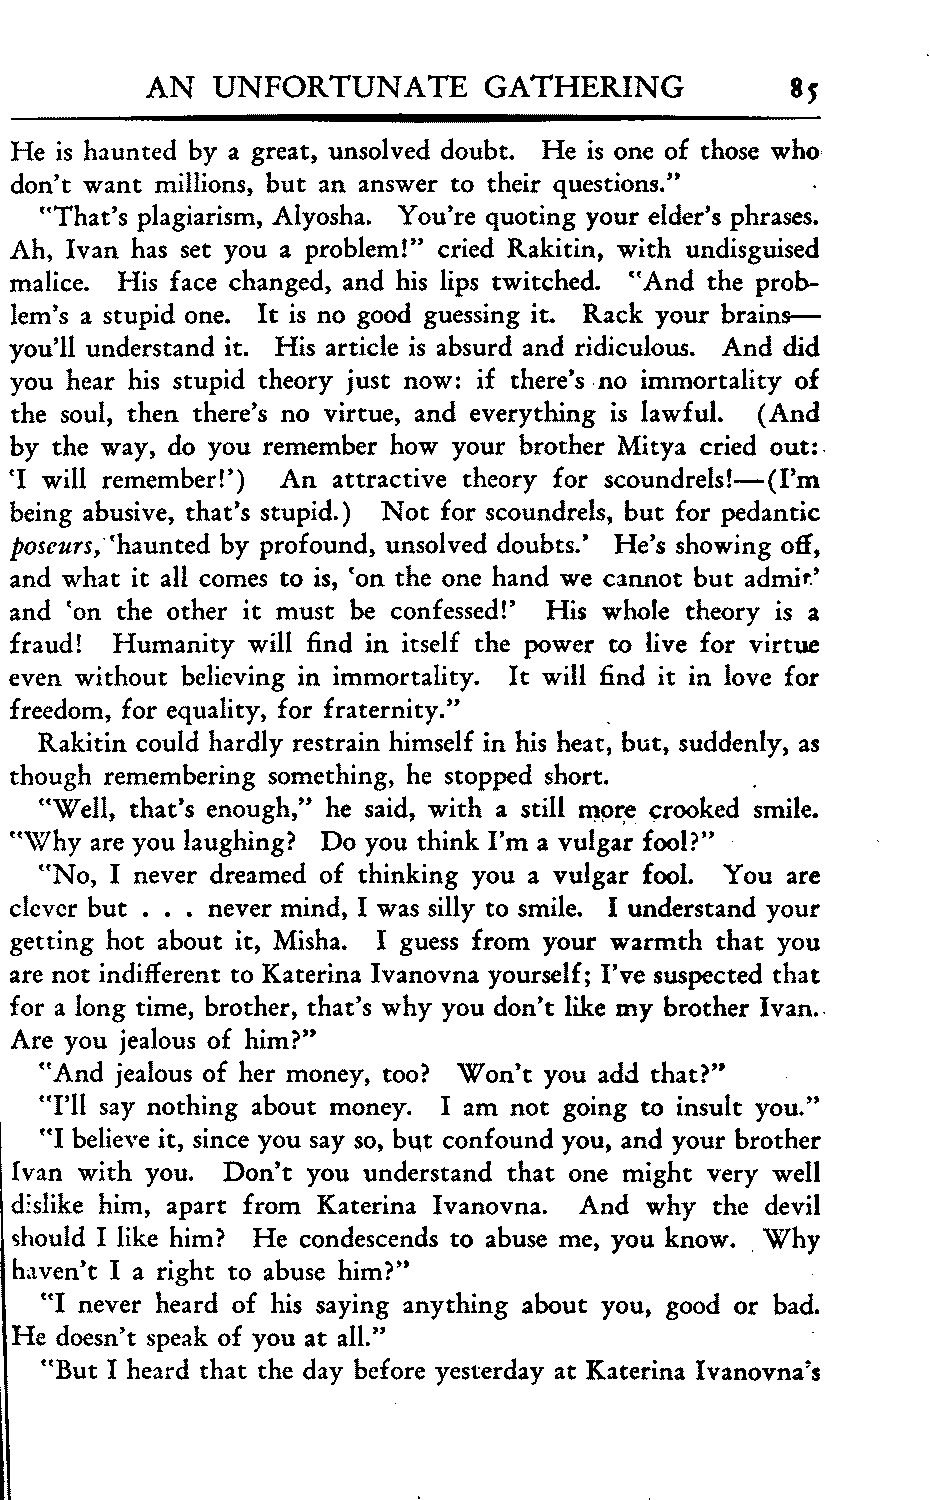 AN UNFORTUNATE GATHERING 85
He is haunted by a great, unsolved doubt. He is one of those who
don't want millions, but an answer to their questions."
"That's plagiarism, Alyosha. You're quoting your elder's phrases.
Ah, Ivan has set you a problem!" cried Rakitin, with undisguised
malice. His face changed, and his lips twitched. "And the prob-
lem's a stupid one. It is no good guessing it. Rack your brains—
you'll understand it. His article is absurd and ridiculous. And did
you hear his stupid theory just now: if there's no immortality of
the soul, then there's no virtue, and everything is lawful. (And
by the way, do you remember how your brother Mitya cried out:
'I will remember!') An attractive theory for scoundrels!—(I'm
being abusive, that's stupid.) Not for scoundrels, but for pedantic
poseurs, 'haunted by profound, unsolved doubts.' He's showing off,
and what it all comes to is, 'on the one hand we cannot but admit'
and 'on the other it must be confessed!' His whole theory is a
fraud! Humanity will find in itself the power to live for virtue
even without believing in immortality. It will find it in love for
freedom, for equality, for fraternity."
Rakitin could hardly restrain himself in his heat, but, suddenly, as
though remembering something, he stopped short.
"Well, that's enough," he said, with a still more crooked smile.
"Why are you laughing? Do you think I'm a vulgar fool?"
"No, I never dreamed of thinking you a vulgar fool. You are
clever but . . . never mind, I was silly to smile. I understand your
getting hot about it, Misha. I guess from your warmth that you
are not indifferent to Katerina Ivanovna yourself; I've suspected that
for a long time, brother, that's why you don't like my brother Ivan.
Are you jealous of him?"
"And jealous of her money, too? Won't you add that?"
"I'll say nothing about money. I am not going to insult you."
"I believe it, since you say so, but confound you, and your brother
Ivan with you. Don't you understand that one might very well
dislike him, apart from Katerina Ivanovna. And why the devil
should I like him? He condescends to abuse me, you know. Why
haven't I a right to abuse him?"
"I never heard of his saying anything about you, good or bad.
He doesn't speak of you at all."
"But I heard that the day before yesterday at Katerina Ivanovna's